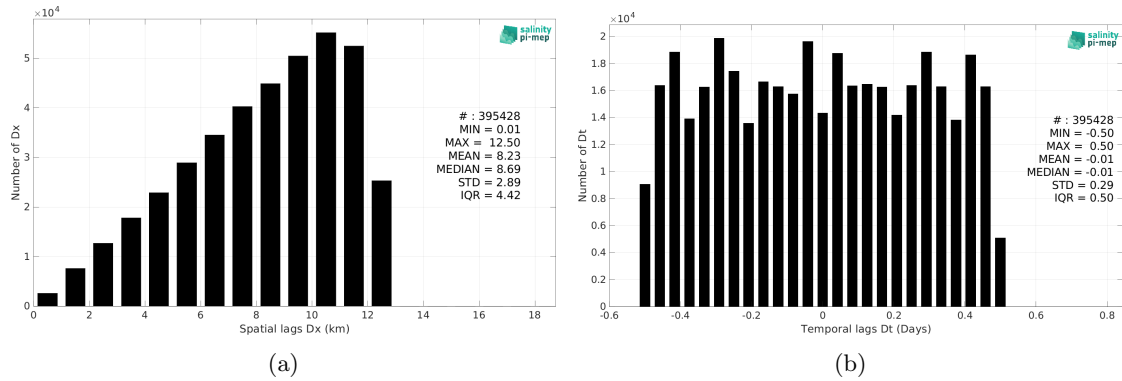 ×10⁴
salinity
pi-mep
5
4
3
2
1
0
Number of Dx
# : 395428
MIN = 0.01
MAX = 12.50
MEAN = 8.23
MEDIAN = 8.69
STD = 2.89
IQR = 4.42
0 2 4 6 8 10 12 14 16 18
Spatial lags Dx (km)
(a)
×10⁴
salinity
pi-mep
2
1.8
1.6
1.4
1.2
1
0.8
0.6
0.4
0.2
0
Number of Dt
# : 395428
MIN = -0.50
MAX = 0.50
MEAN = -0.01
MEDIAN = -0.01
STD = 0.29
IQR = 0.50
-0.6 -0.4 -0.2 0 0.2 0.4 0.6 0.8
Temporal lags Dt (Days)
(b)